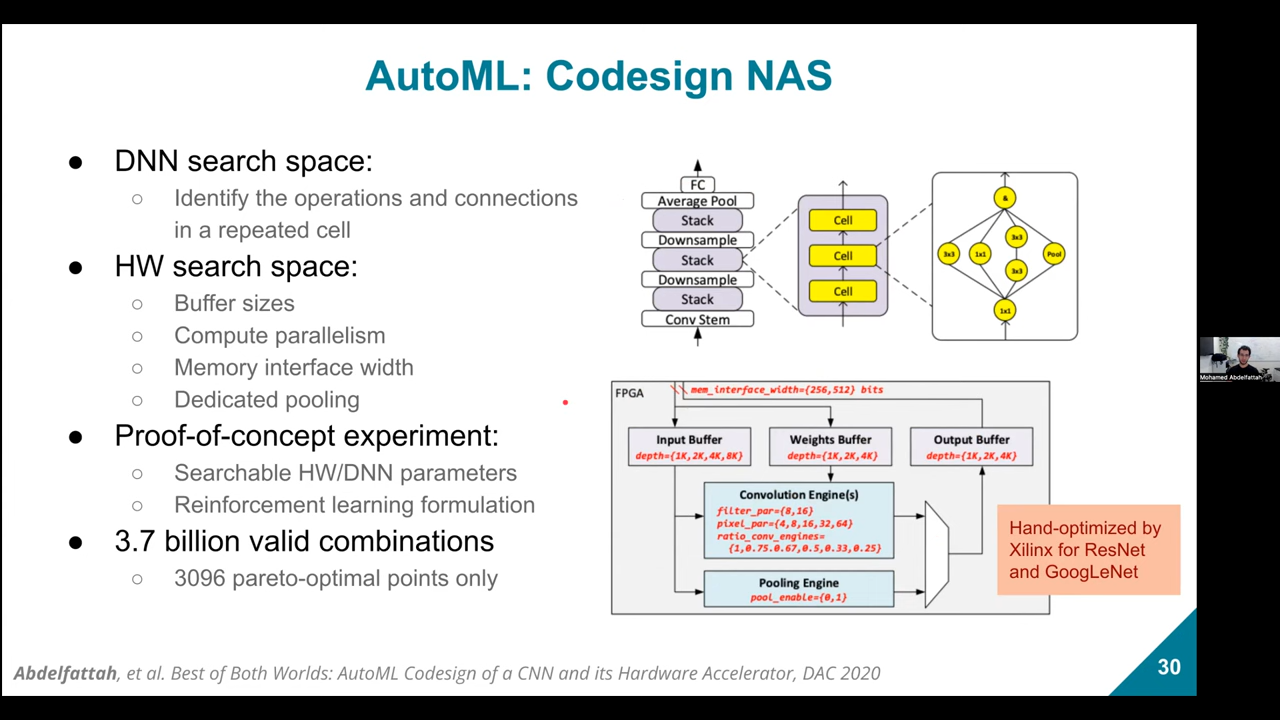 AutoML: Codesign NAS
● DNN search space:
○ Identify the operations and connections
in a repeated cell
● HW search space:
○ Buffer sizes
○ Compute parallelism
○ Memory interface width
○ Dedicated pooling
● Proof-of-concept experiment:
○ Searchable HW/DNN parameters
○ Reinforcement learning formulation
● 3.7 billion valid combinations
○ 3096 pareto-optimal points only
FC
Average Pool
Stack
Downsample
Stack
Downsample
Stack
Conv Stem
Cell
Cell
Cell
&
3x3
3x3
1x1
Pool
3x3
1x1
FPGA
mem_interface_width={256,512} bits
Input Buffer
depth={1K,2K,4K,8K}
Weights Buffer
depth={1K,2K,4K}
Output Buffer
depth={1K,2K,4K}
Convolution Engine(s)
filter_par={8,16}
pixel_par={4,8,16,32,64}
ratio_conv_engines=
{1,0.75.0.67,0.5,0.33,0.25}
Pooling Engine
pool_enable={0,1}
Hand-optimized by
Xilinx for ResNet
and GoogLeNet
Abdelfattah, et al. Best of Both Worlds: AutoML Codesign of a CNN and its Hardware Accelerator, DAC 2020
30
Mohamed Abdelfattah